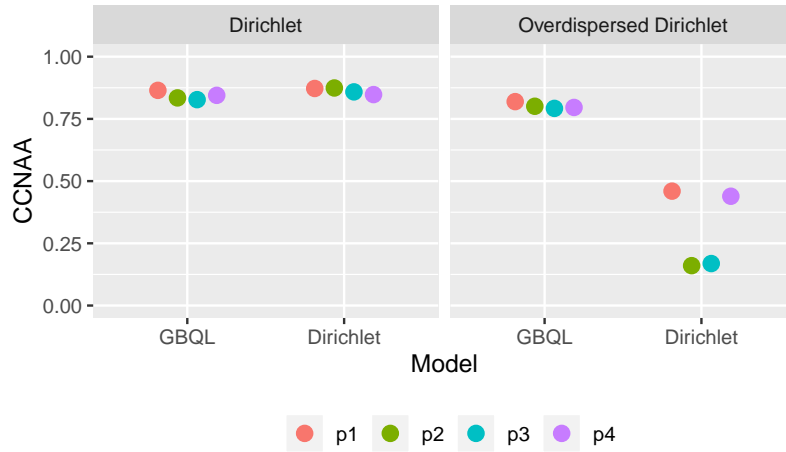 Dirichlet
Overdispersed Dirichlet
CCNAA
1.00
0.75
0.50
0.25
0.00
GBQL
Dirichlet
GBQL
Dirichlet
Model
p1
p2
p3
p4